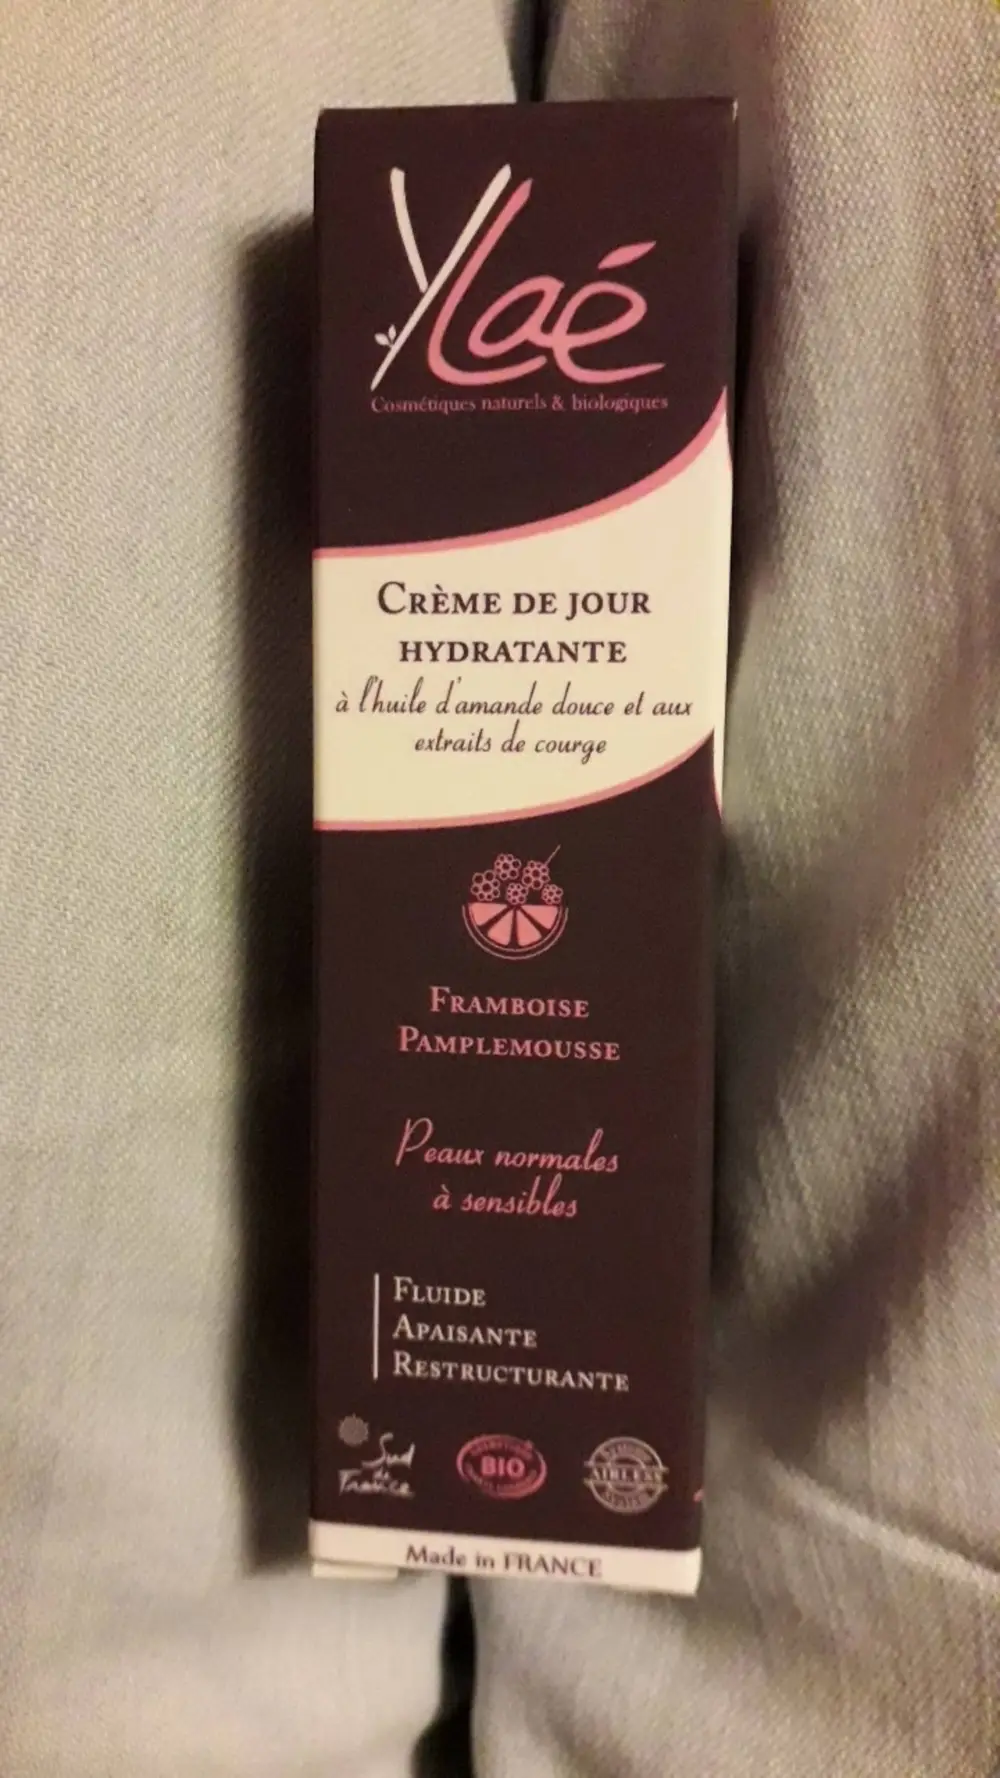 Ylaé
Cosmétiques naturels & biologiques
CRÈME DE JOUR
HYDRATANTE
à l'huile d'amande douce et aux
extraits de courge
FRAMBOISE
PAMPLEMOUSSE
Peaux normales
à sensibles
FLUIDE
APAISANTE
RESTRUCTURANTE
Sud
de
France
BIO
AIRLESS
Made in FRANCE